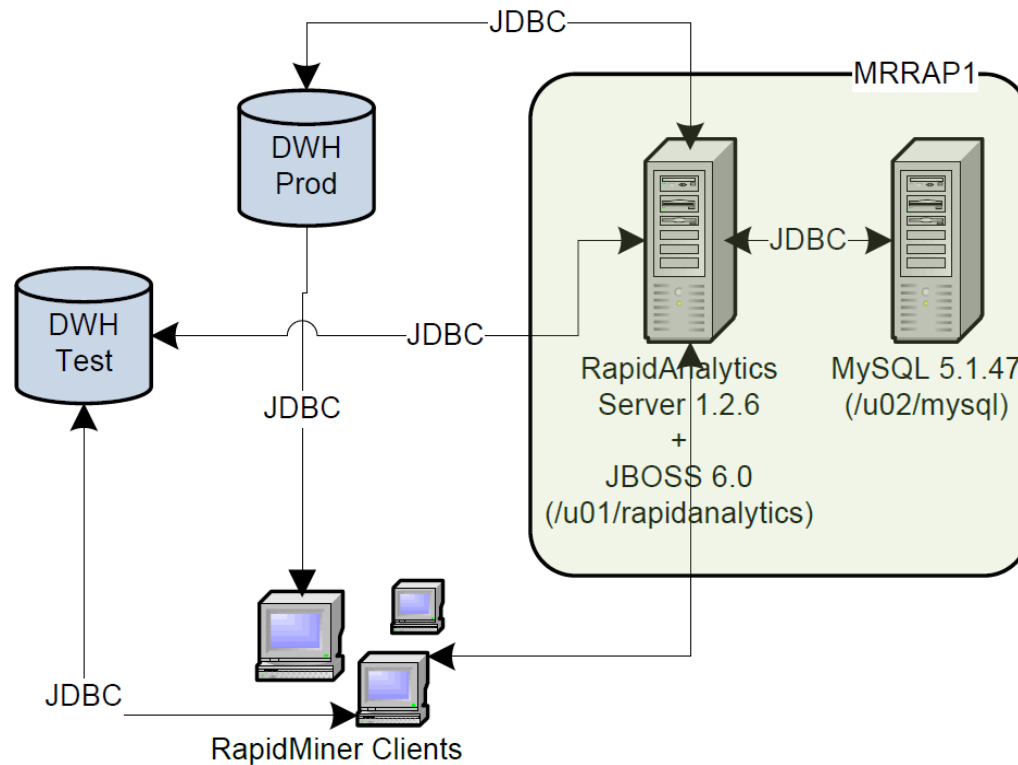 JDBC
MRRAP1
DWH
Prod
JDBC
DWH
Test
JDBC
RapidAnalytics
Server 1.2.6
+
JBOSS 6.0
(/u01/rapidanalytics)
MySQL 5.1.47
(/u02/mysql)
JDBC
JDBC
RapidMiner Clients